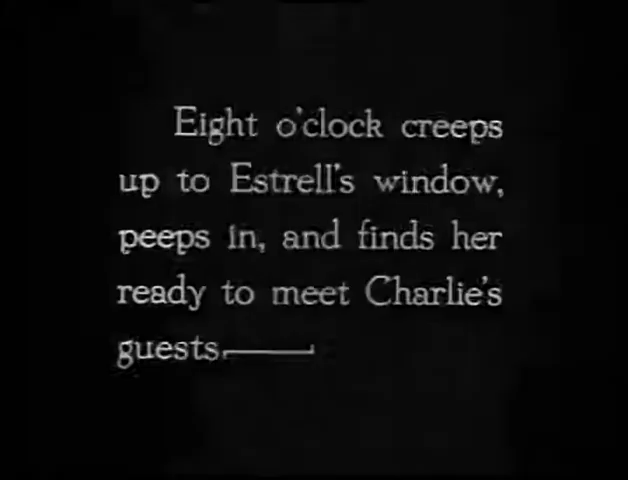 Eight o'clock creeps
up to Estrell's window,
peeps in, and finds her
ready to meet Charlie's
guests——